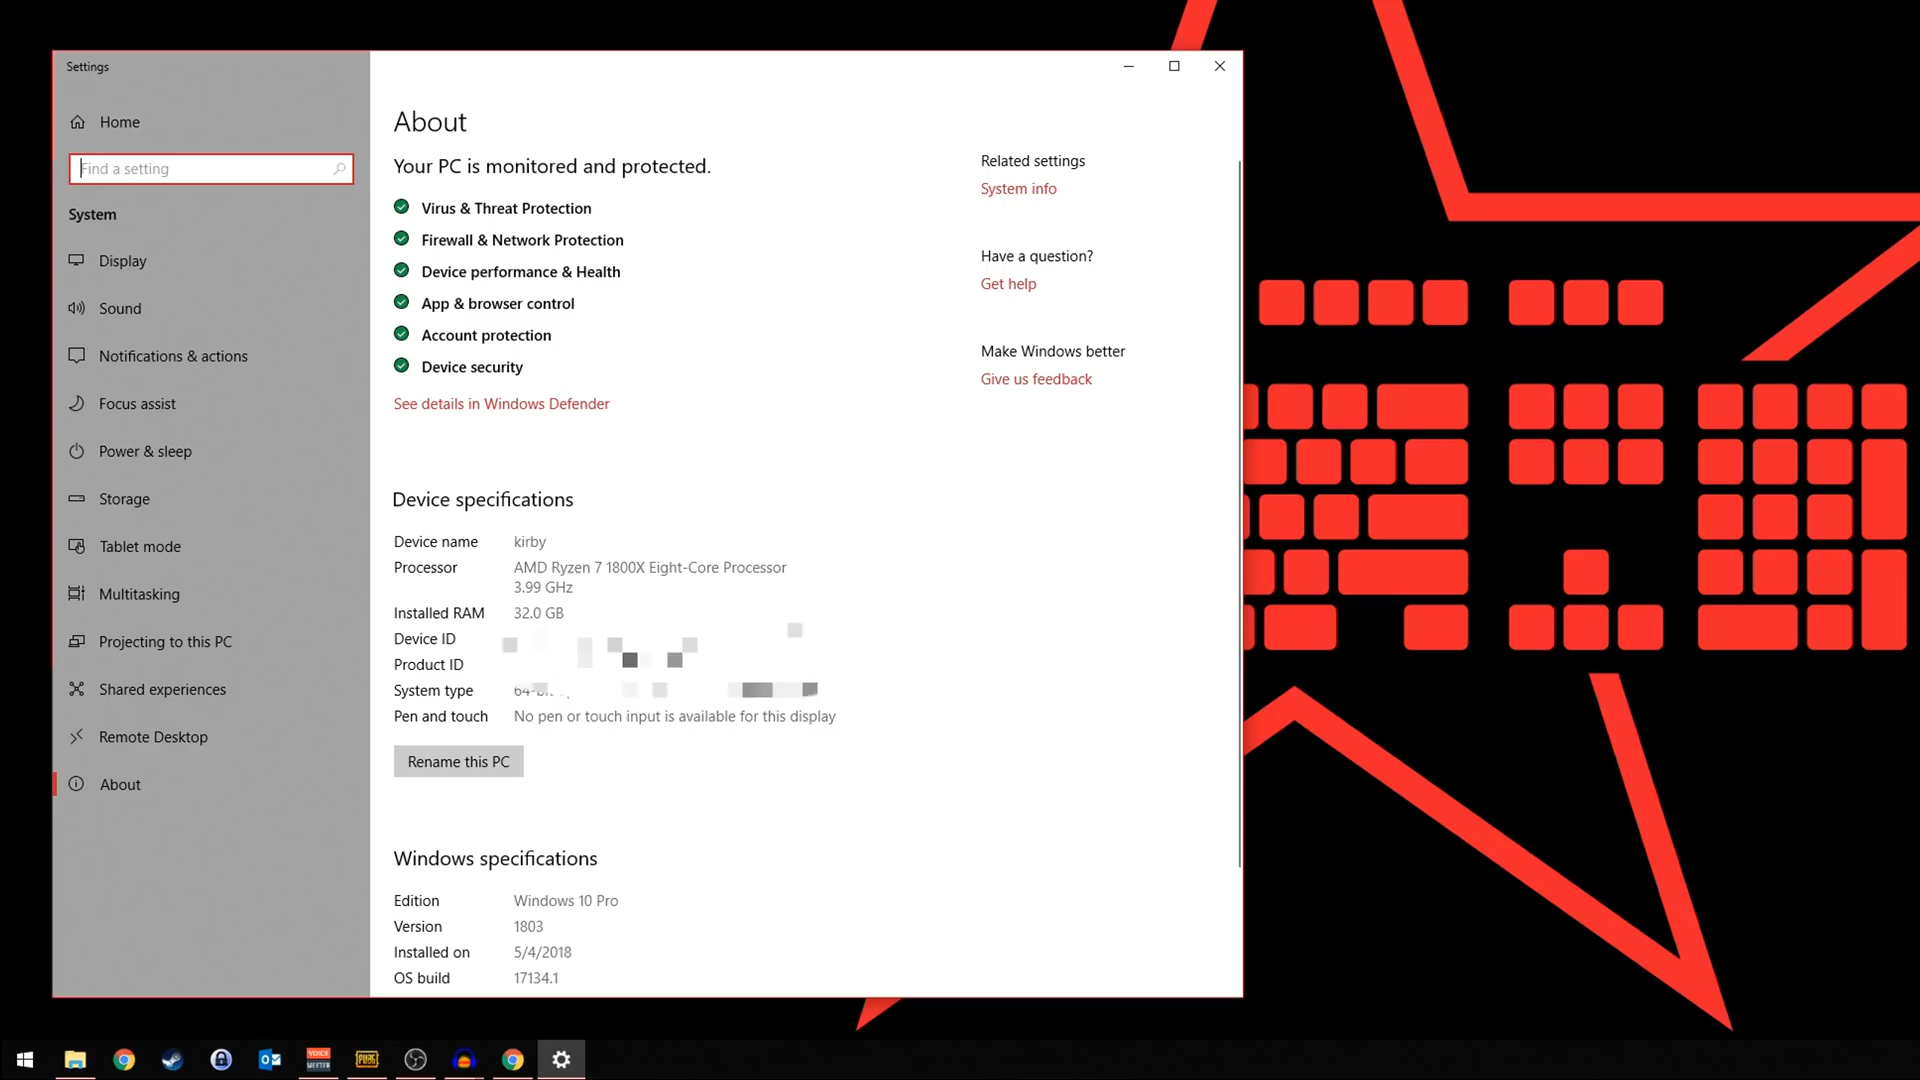 Settings
Home
Find a setting
System
Display
Sound
Notifications & actions
Focus assist
Power & sleep
Storage
Tablet mode
Multitasking
Projecting to this PC
Shared experiences
Remote Desktop
About
About
Your PC is monitored and protected.
Virus & Threat Protection
Firewall & Network Protection
Device performance & Health
App & browser control
Account protection
Device security
See details in Windows Defender
Device specifications
Device name kirby
Processor AMD Ryzen 7 1800X Eight-Core Processor
3.99 GHz
Installed RAM 32.0 GB
Device ID
Product ID
System type
Pen and touch No pen or touch input is available for this display
Rename this PC
Windows specifications
Edition Windows 10 Pro
Version 1803
Installed on 5/4/2018
OS build 17134.1
Related settings
System info
Have a question?
Get help
Make Windows better
Give us feedback
VOICE
MEETER
PUBG